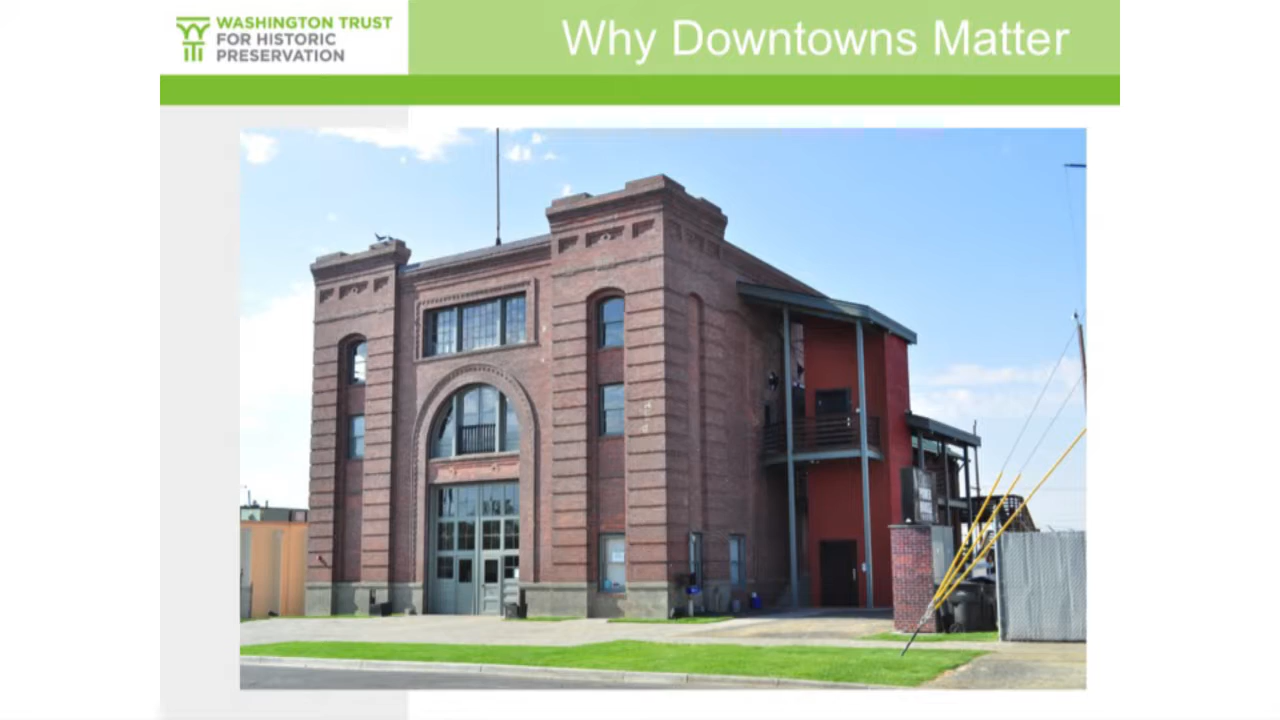 WASHINGTON TRUST
FOR HISTORIC
PRESERVATION
Why Downtowns Matter